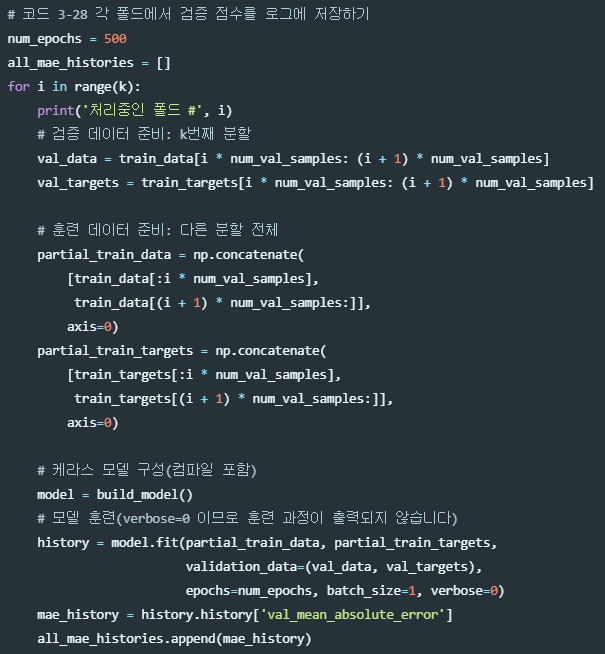 # 코드 3-28 각 폴드에서 검증 점수를 로그에 저장하기
num_epochs = 500
all_mae_histories = []
for i in range(k):
    print('처리중인 폴드 #', i)
    # 검증 데이터 준비: k번째 분할
    val_data = train_data[i * num_val_samples: (i + 1) * num_val_samples]
    val_targets = train_targets[i * num_val_samples: (i + 1) * num_val_samples]

    # 훈련 데이터 준비: 다른 분할 전체
    partial_train_data = np.concatenate(
        [train_data[:i * num_val_samples],
         train_data[(i + 1) * num_val_samples:]],
        axis=0)
    partial_train_targets = np.concatenate(
        [train_targets[:i * num_val_samples],
         train_targets[(i + 1) * num_val_samples:]],
        axis=0)

    # 케라스 모델 구성(컴파일 포함)
    model = build_model()
    # 모델 훈련(verbose=0 이므로 훈련 과정이 출력되지 않습니다)
    history = model.fit(partial_train_data, partial_train_targets,
                        validation_data=(val_data, val_targets),
                        epochs=num_epochs, batch_size=1, verbose=0)
    mae_history = history.history['val_mean_absolute_error']
    all_mae_histories.append(mae_history)